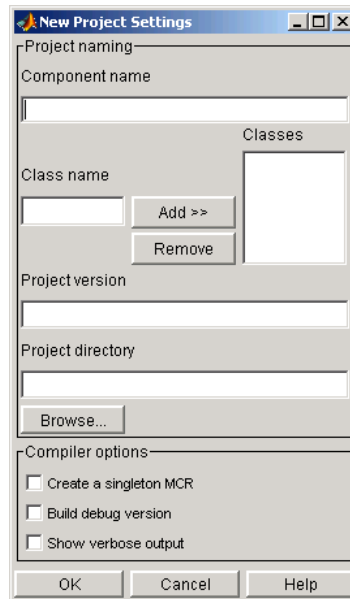 New Project Settings
Project naming
Component name
Classes
Class name
Add >>
Remove
Project version
Project directory
Browse...
Compiler options
Create a singleton MCR
Build debug version
Show verbose output
OK Cancel Help